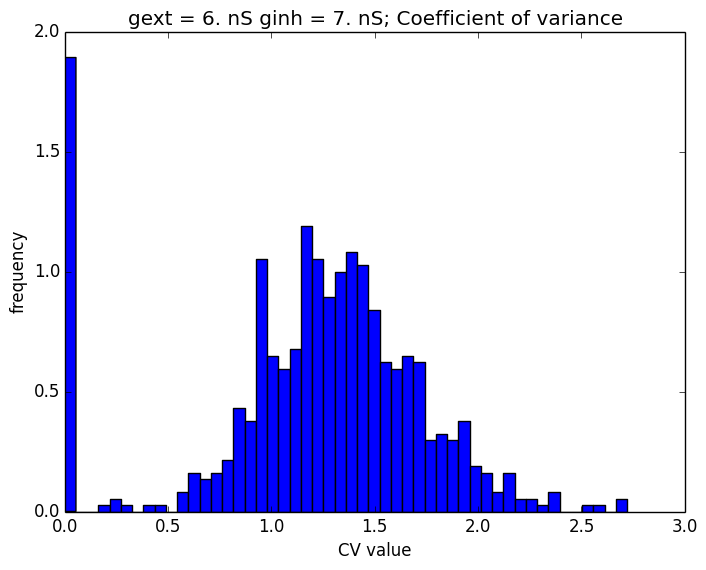 gext = 6. nS ginh = 7. nS; Coefficient of variance
2.0
1.5
1.0
0.5
0.0
frequency
0.0 0.5 1.0 1.5 2.0 2.5 3.0
CV value